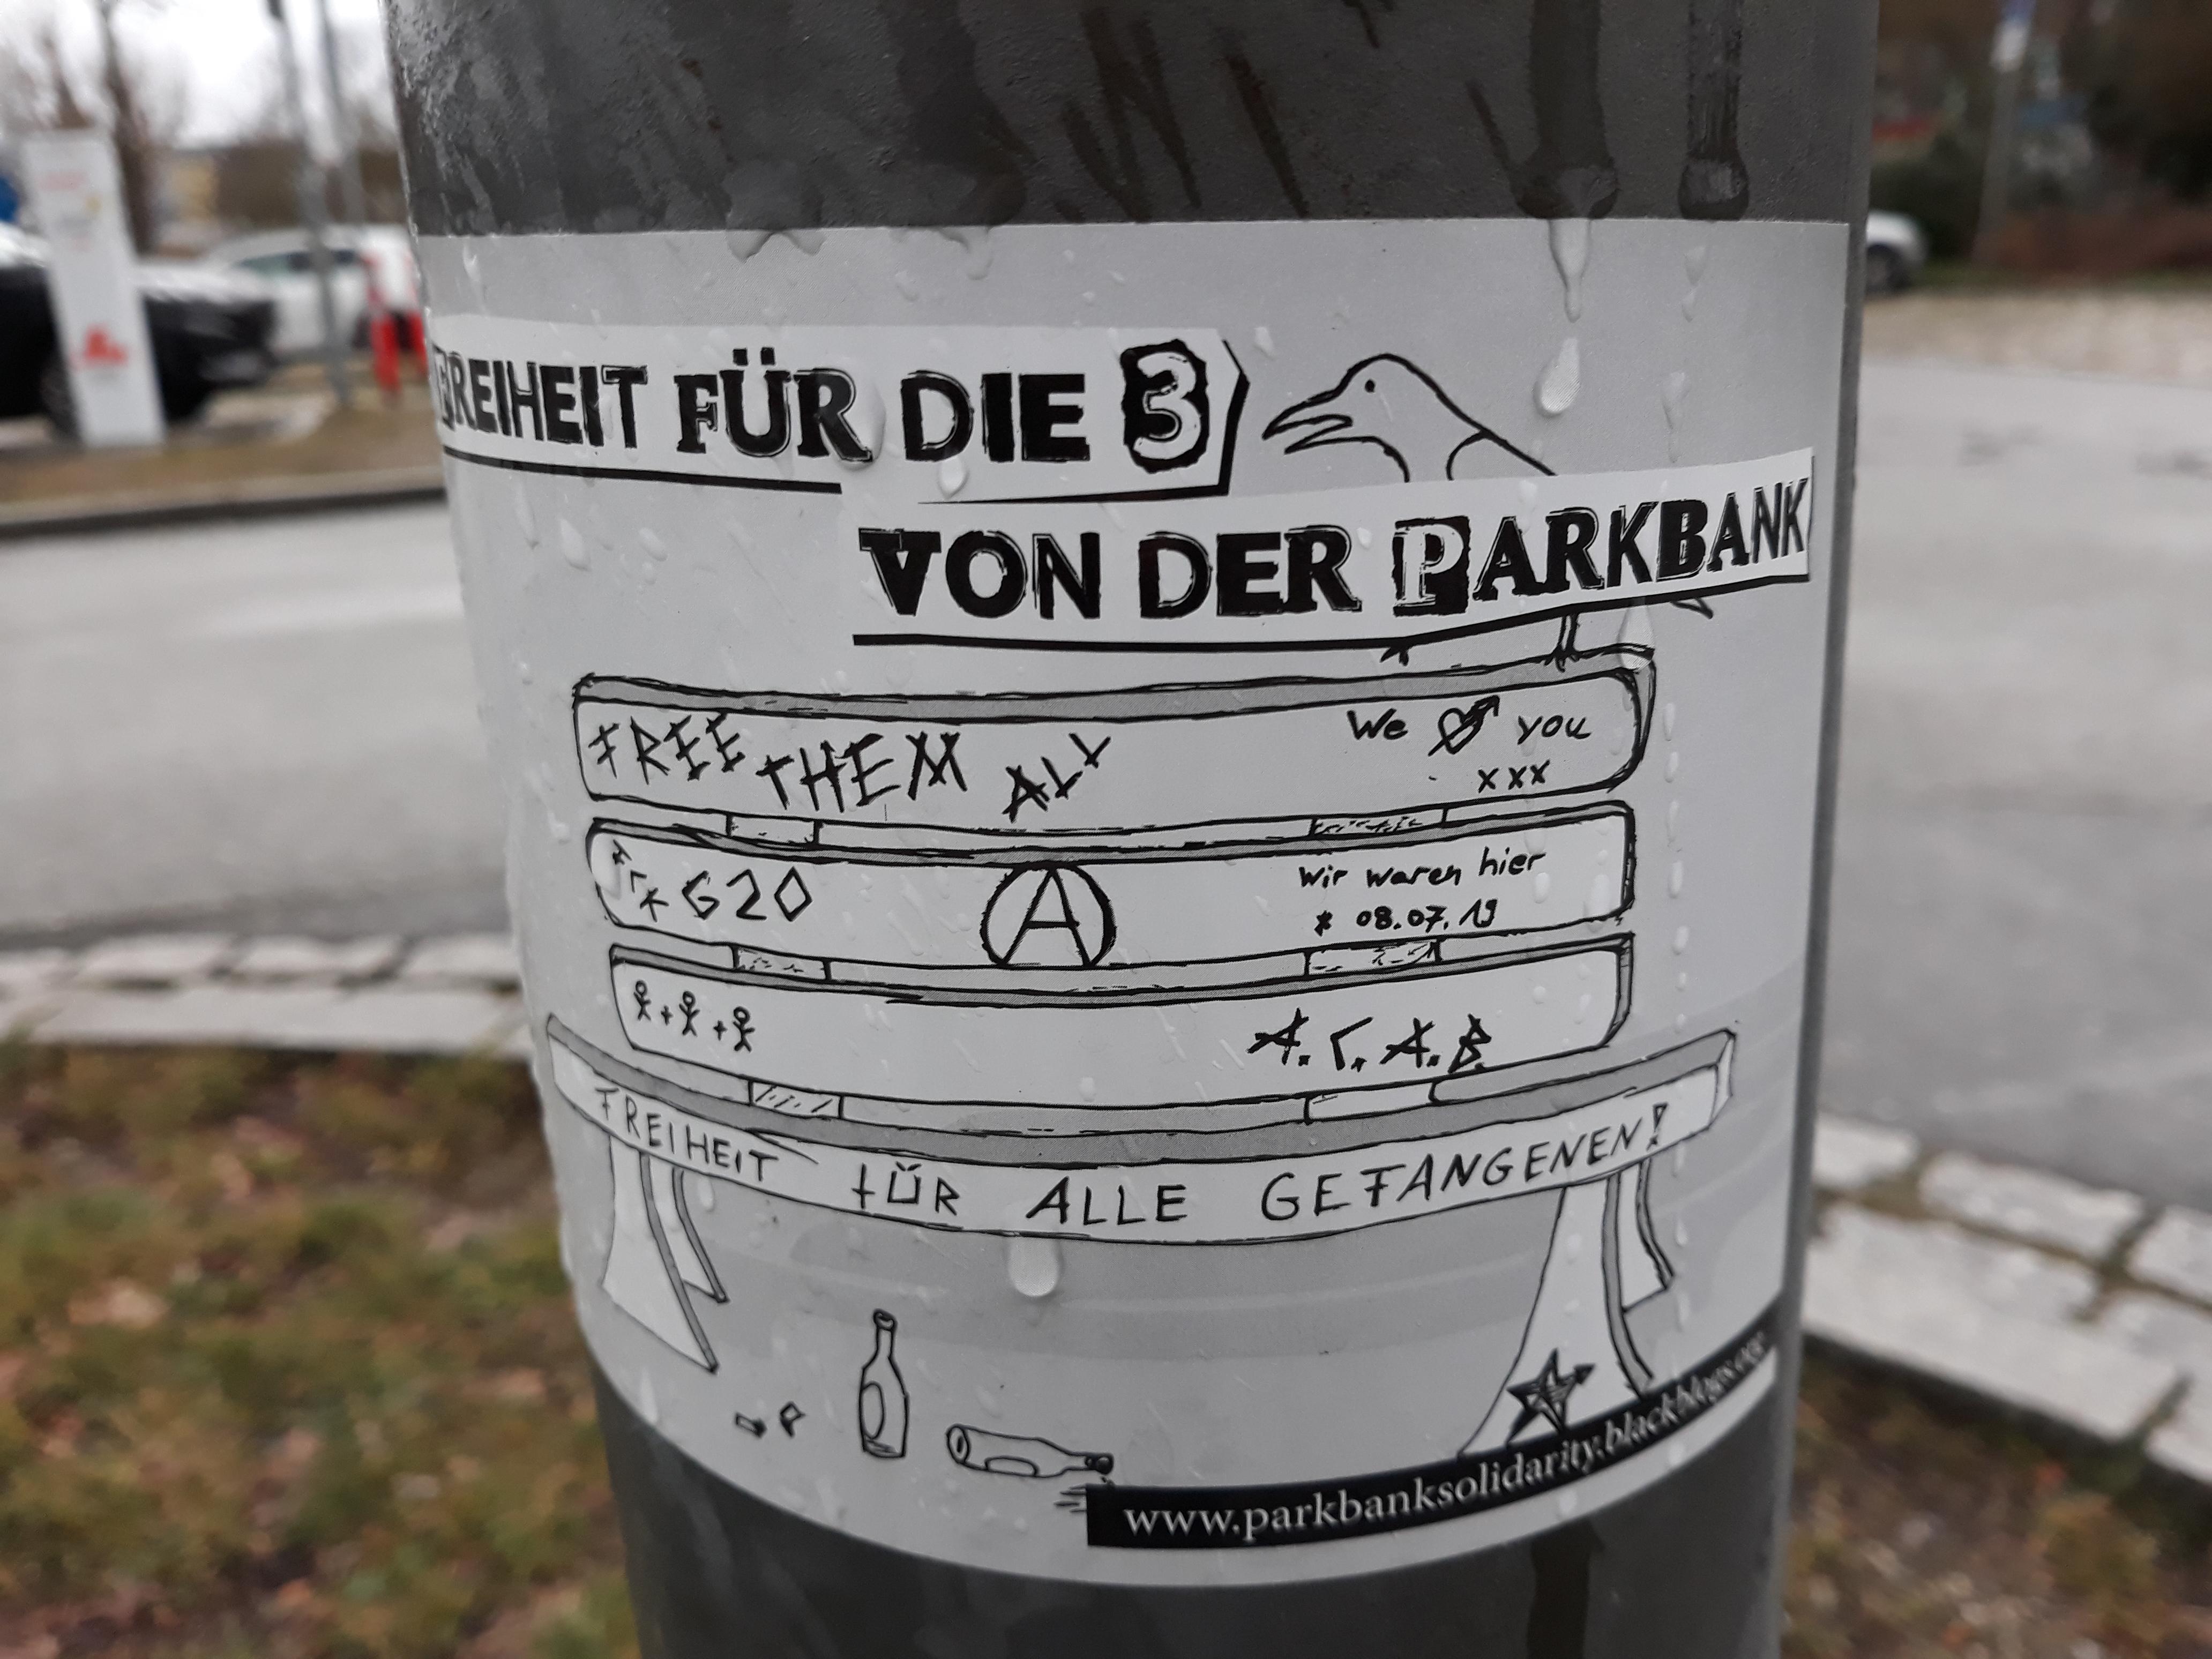 FREIHEIT FÜR DIE 3
VON DER PARKBANK
FREE THEM ALL
We you
xxx
G20
A
Wir waren hier
* 08.07.19
+ +
A.C.A.B.
FREIHEIT FÜR ALLE GEFANGENEN!
www.parkbanksolidarity.blackblogs.org